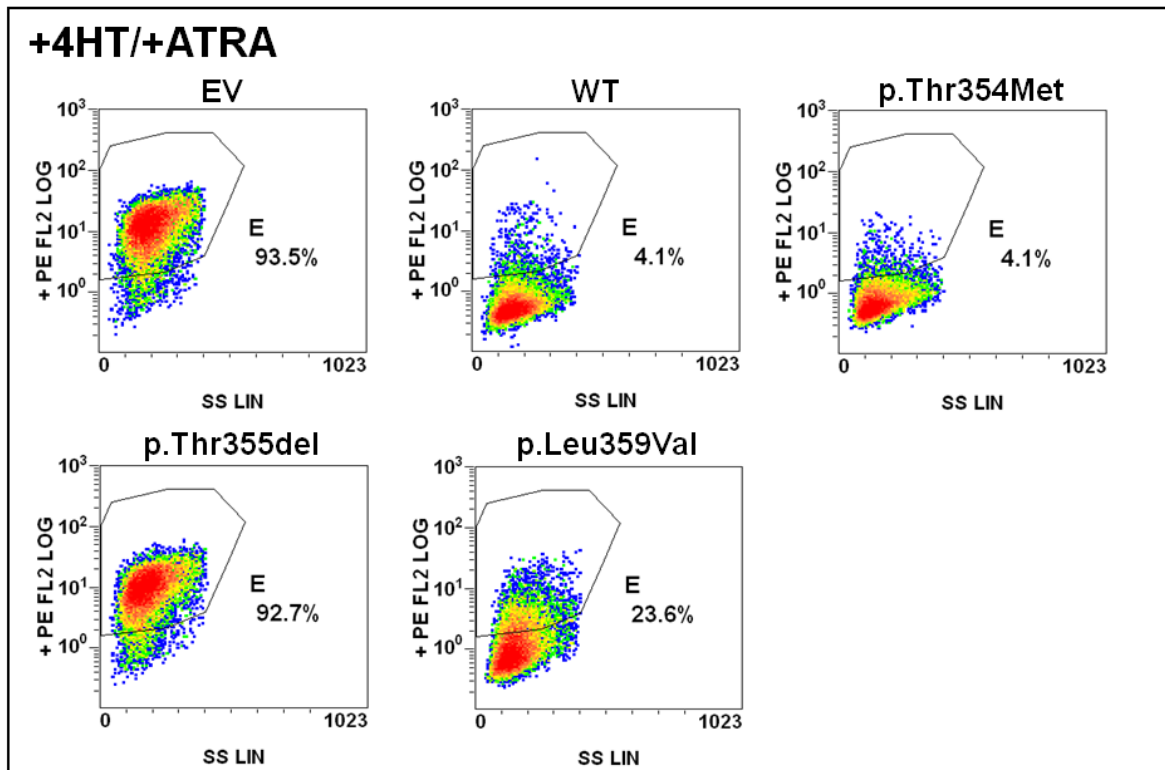 +4HT/+ATRA
EV
WT
p.Thr354Met
10³
10²
10¹
10⁰
+ PE FL2 LOG
E
93.5%
0
1023
SS LIN
10³
10²
10¹
10⁰
+ PE FL2 LOG
E
4.1%
0
1023
SS LIN
10³
10²
10¹
10⁰
+ PE FL2 LOG
E
4.1%
0
1023
SS LIN
p.Thr355del
p.Leu359Val
10³
10²
10¹
10⁰
+ PE FL2 LOG
E
92.7%
0
1023
SS LIN
10³
10²
10¹
10⁰
+ PE FL2 LOG
E
23.6%
0
1023
SS LIN